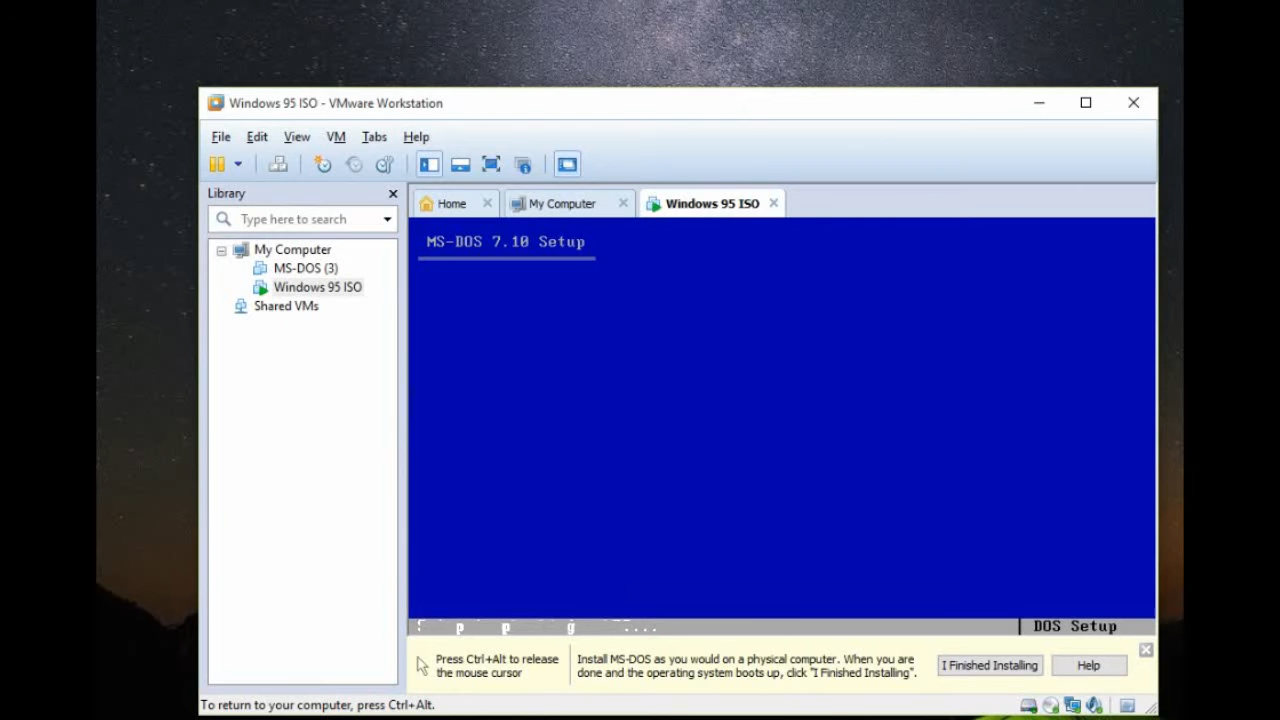 Windows 95 ISO - VMware Workstation
File Edit View VM Tabs Help
Library
Home
My Computer
Windows 95 ISO
Type here to search
My Computer
MS-DOS (3)
Windows 95 ISO
Shared VMs
MS-DOS 7.10 Setup
DOS Setup
Press Ctrl+Alt to release
the mouse cursor
Install MS-DOS as you would on a physical computer. When you are
done and the operating system boots up, click "I Finished Installing".
I Finished Installing
Help
To return to your computer, press Ctrl+Alt.